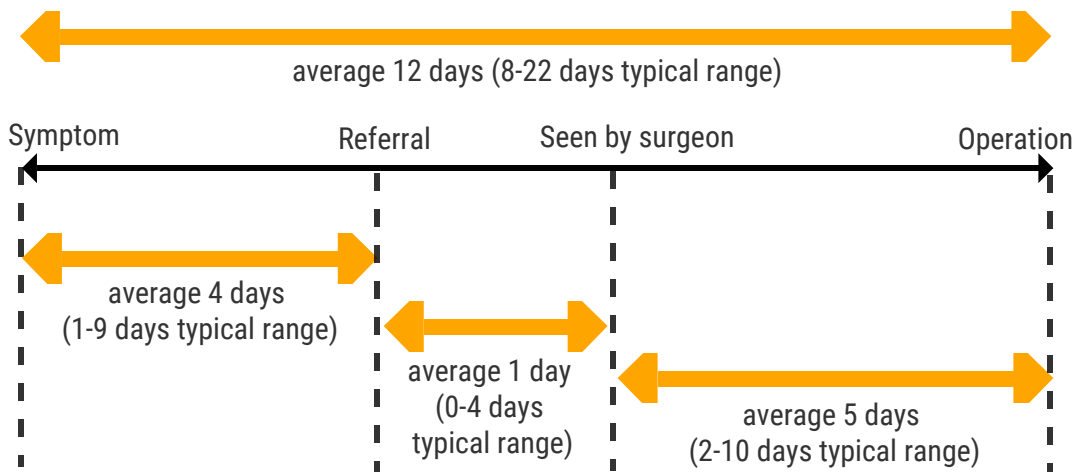 average 12 days (8-22 days typical range)
Symptom
Referral
Seen by surgeon
Operation
average 4 days
(1-9 days typical range)
average 1 day
(0-4 days
typical range)
average 5 days
(2-10 days typical range)